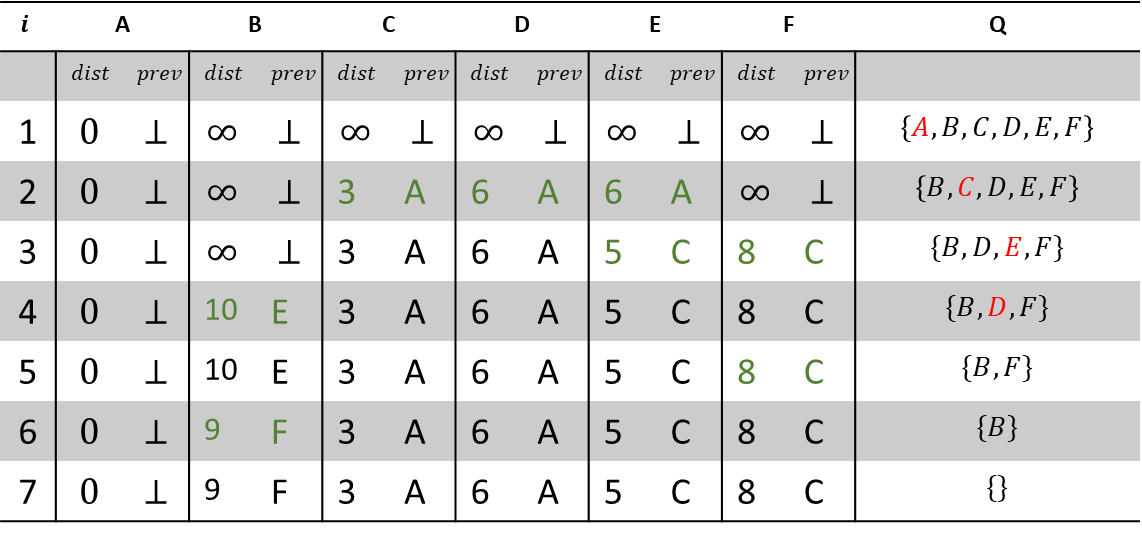 i A B C D E F Q
dist prev dist prev dist prev dist prev dist prev dist prev
1 0 ⊥ ∞ ⊥ ∞ ⊥ ∞ ⊥ ∞ ⊥ ∞ ⊥ {A, B, C, D, E, F}
2 0 ⊥ ∞ ⊥ 3 A 6 A 6 A ∞ ⊥ {B, C, D, E, F}
3 0 ⊥ ∞ ⊥ 3 A 6 A 5 C 8 C {B, D, E, F}
4 0 ⊥ 10 E 3 A 6 A 5 C 8 C {B, D, F}
5 0 ⊥ 10 E 3 A 6 A 5 C 8 C {B, F}
6 0 ⊥ 9 F 3 A 6 A 5 C 8 C {B}
7 0 ⊥ 9 F 3 A 6 A 5 C 8 C {}